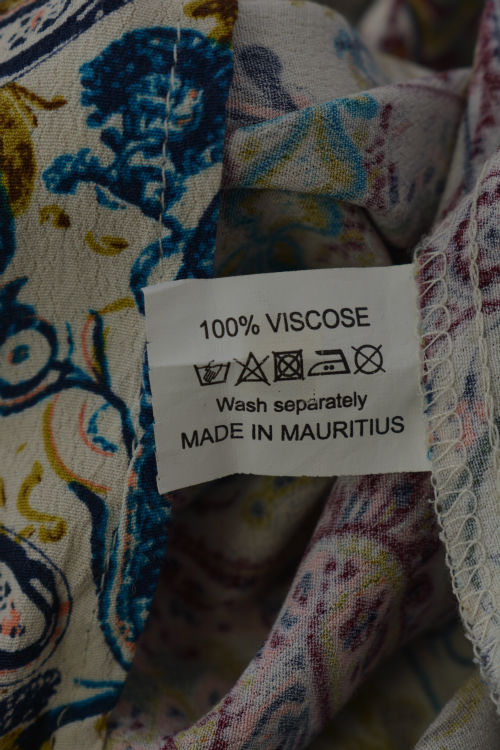 100% VISCOSE
Wash separately
MADE IN MAURITIUS